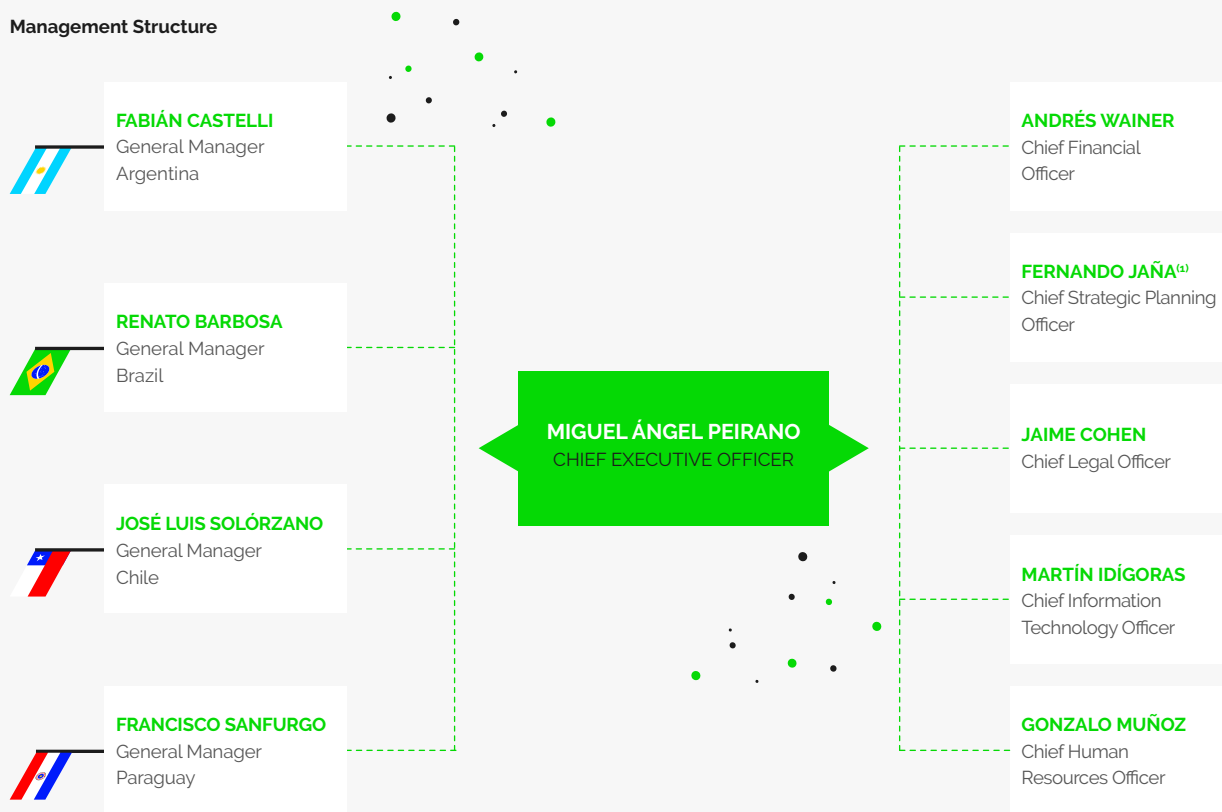 Management Structure
FABIÁN CASTELLI
General Manager
Argentina
RENATO BARBOSA
General Manager
Brazil
JOSÉ LUIS SOLÓRZANO
General Manager
Chile
FRANCISCO SANFURGO
General Manager
Paraguay
MIGUEL ÁNGEL PEIRANO
CHIEF EXECUTIVE OFFICER
ANDRÉS WAINER
Chief Financial
Officer
FERNANDO JAÑA⁽¹⁾
Chief Strategic Planning
Officer
JAIME COHEN
Chief Legal Officer
MARTÍN IDÍGORAS
Chief Information
Technology Officer
GONZALO MUÑOZ
Chief Human
Resources Officer